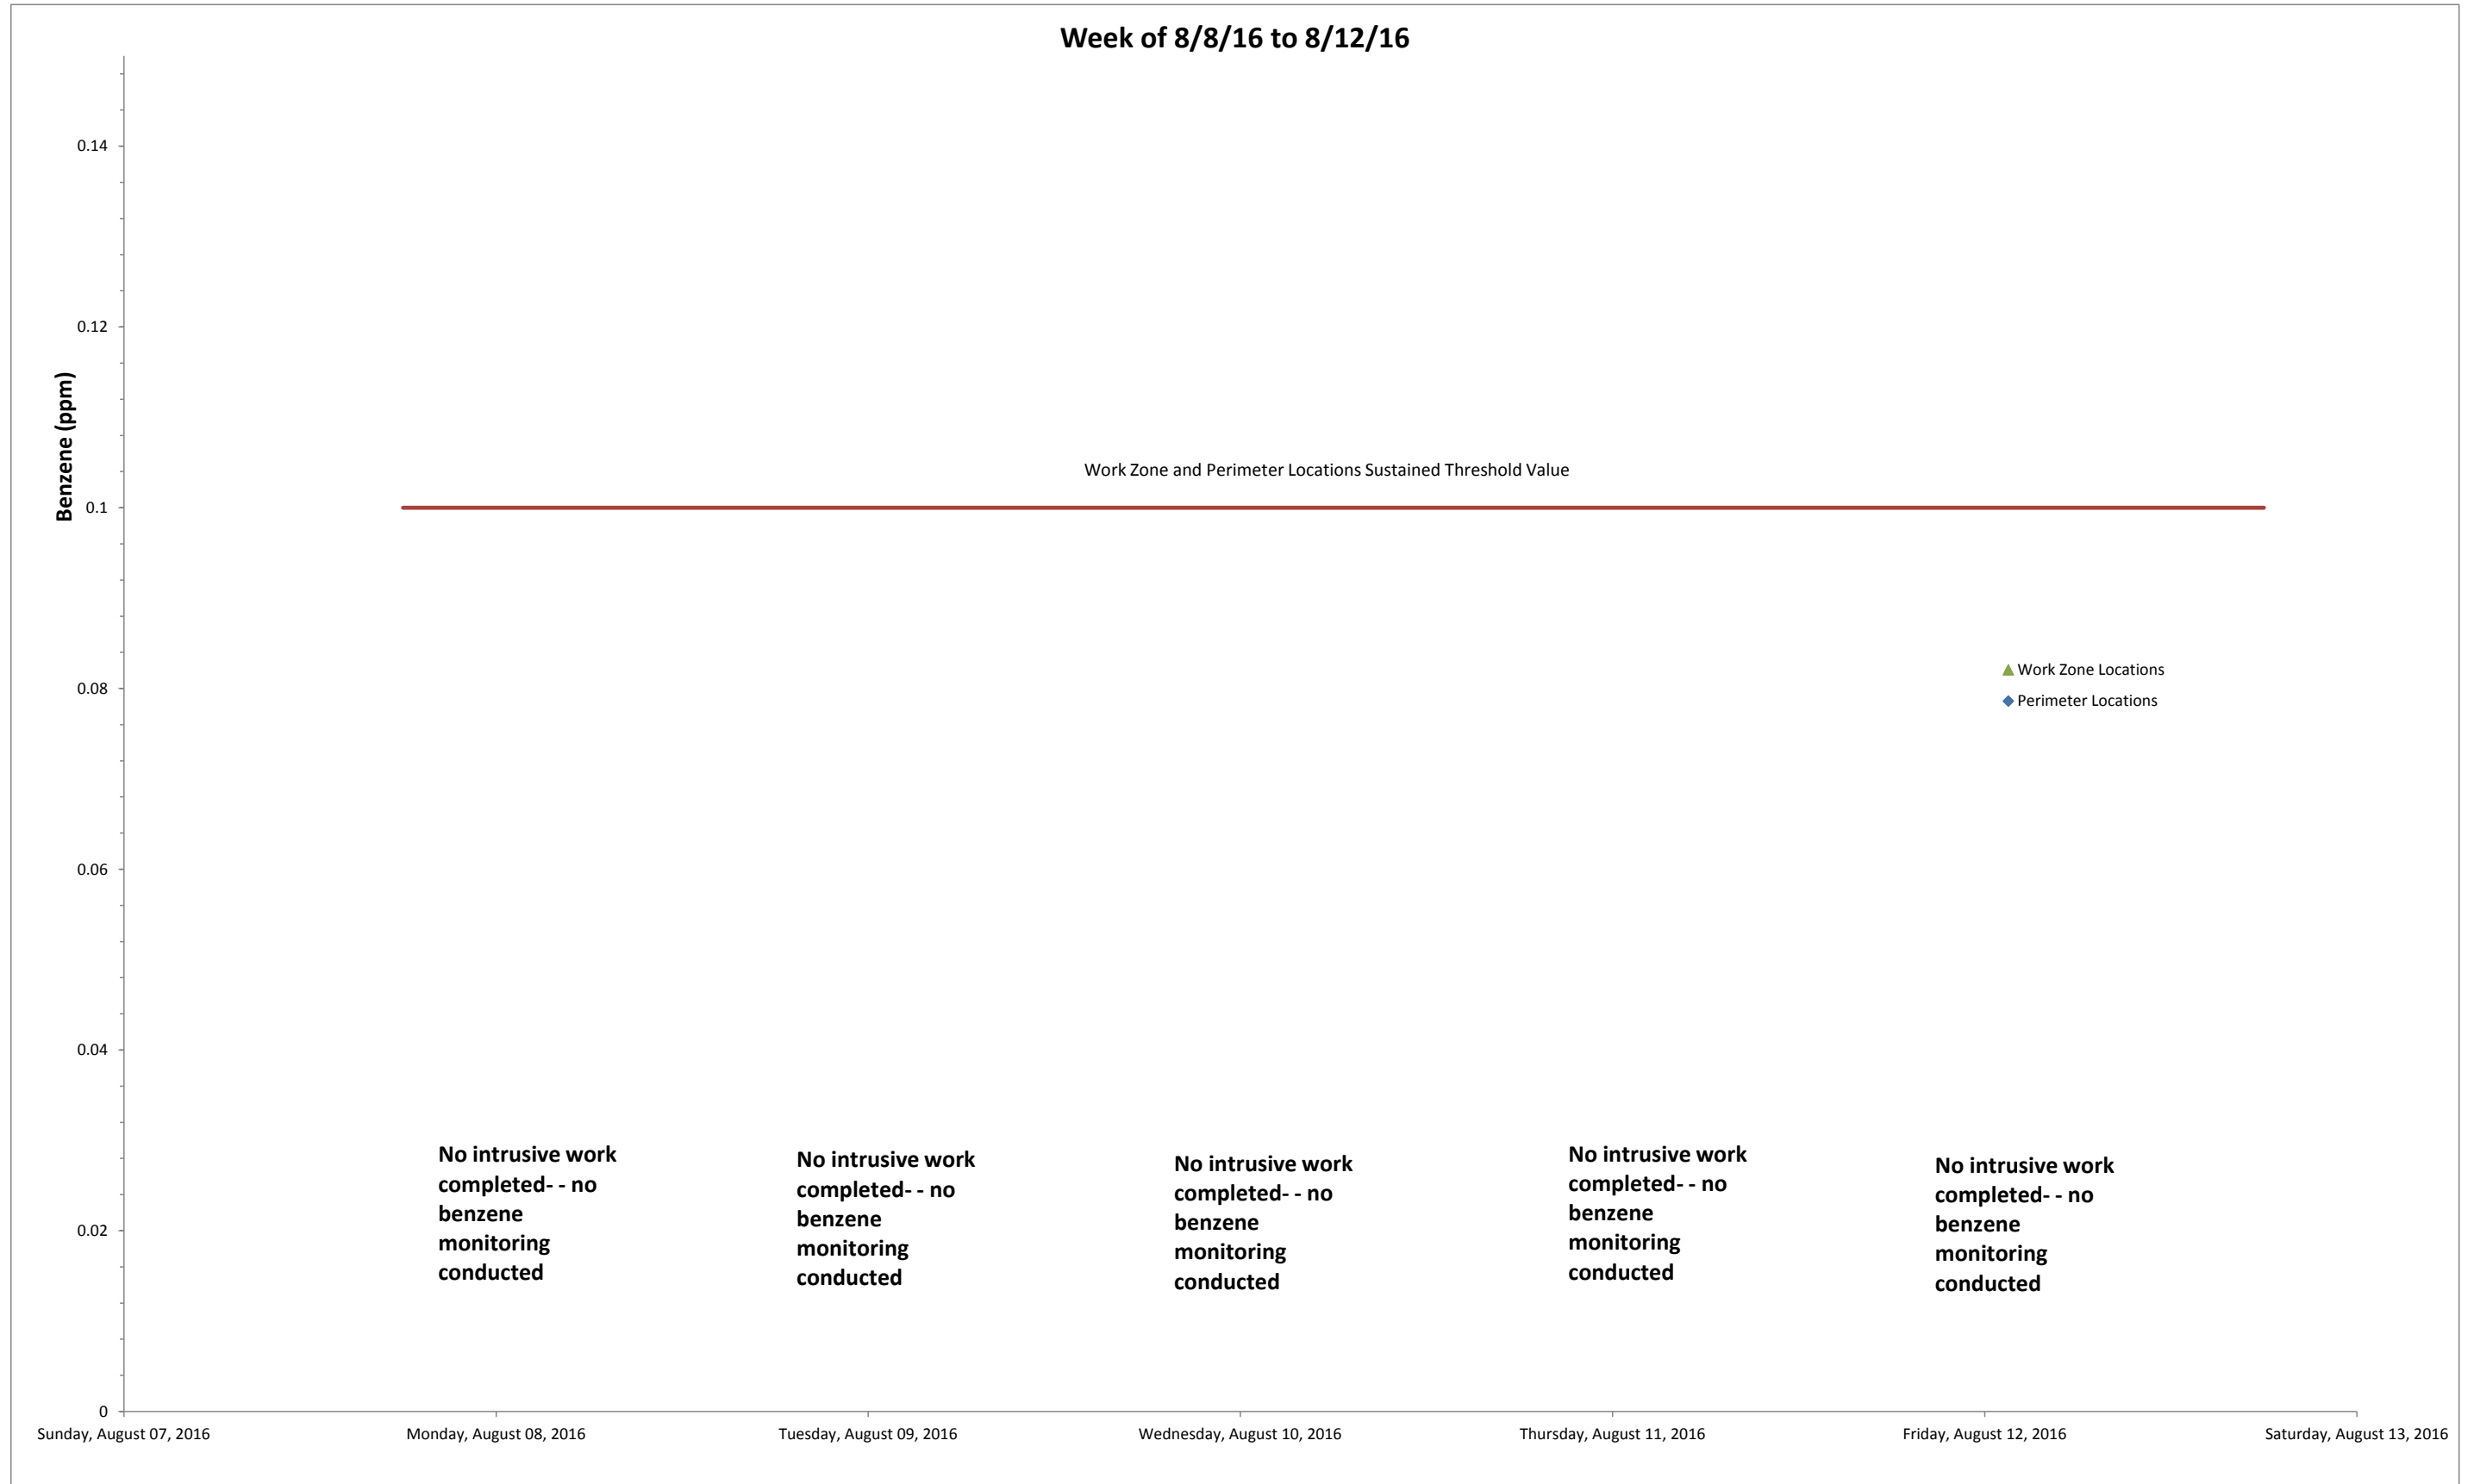 Week of 8/8/16 to 8/12/16
Benzene (ppm)
0.14
0.12
0.1
0.08
0.06
0.04
0.02
0
Work Zone and Perimeter Locations Sustained Threshold Value
Work Zone Locations
Perimeter Locations
No intrusive work
completed- - no
benzene
monitoring
conducted
No intrusive work
completed- - no
benzene
monitoring
conducted
No intrusive work
completed- - no
benzene
monitoring
conducted
No intrusive work
completed- - no
benzene
monitoring
conducted
No intrusive work
completed- - no
benzene
monitoring
conducted
Sunday, August 07, 2016
Monday, August 08, 2016
Tuesday, August 09, 2016
Wednesday, August 10, 2016
Thursday, August 11, 2016
Friday, August 12, 2016
Saturday, August 13, 2016